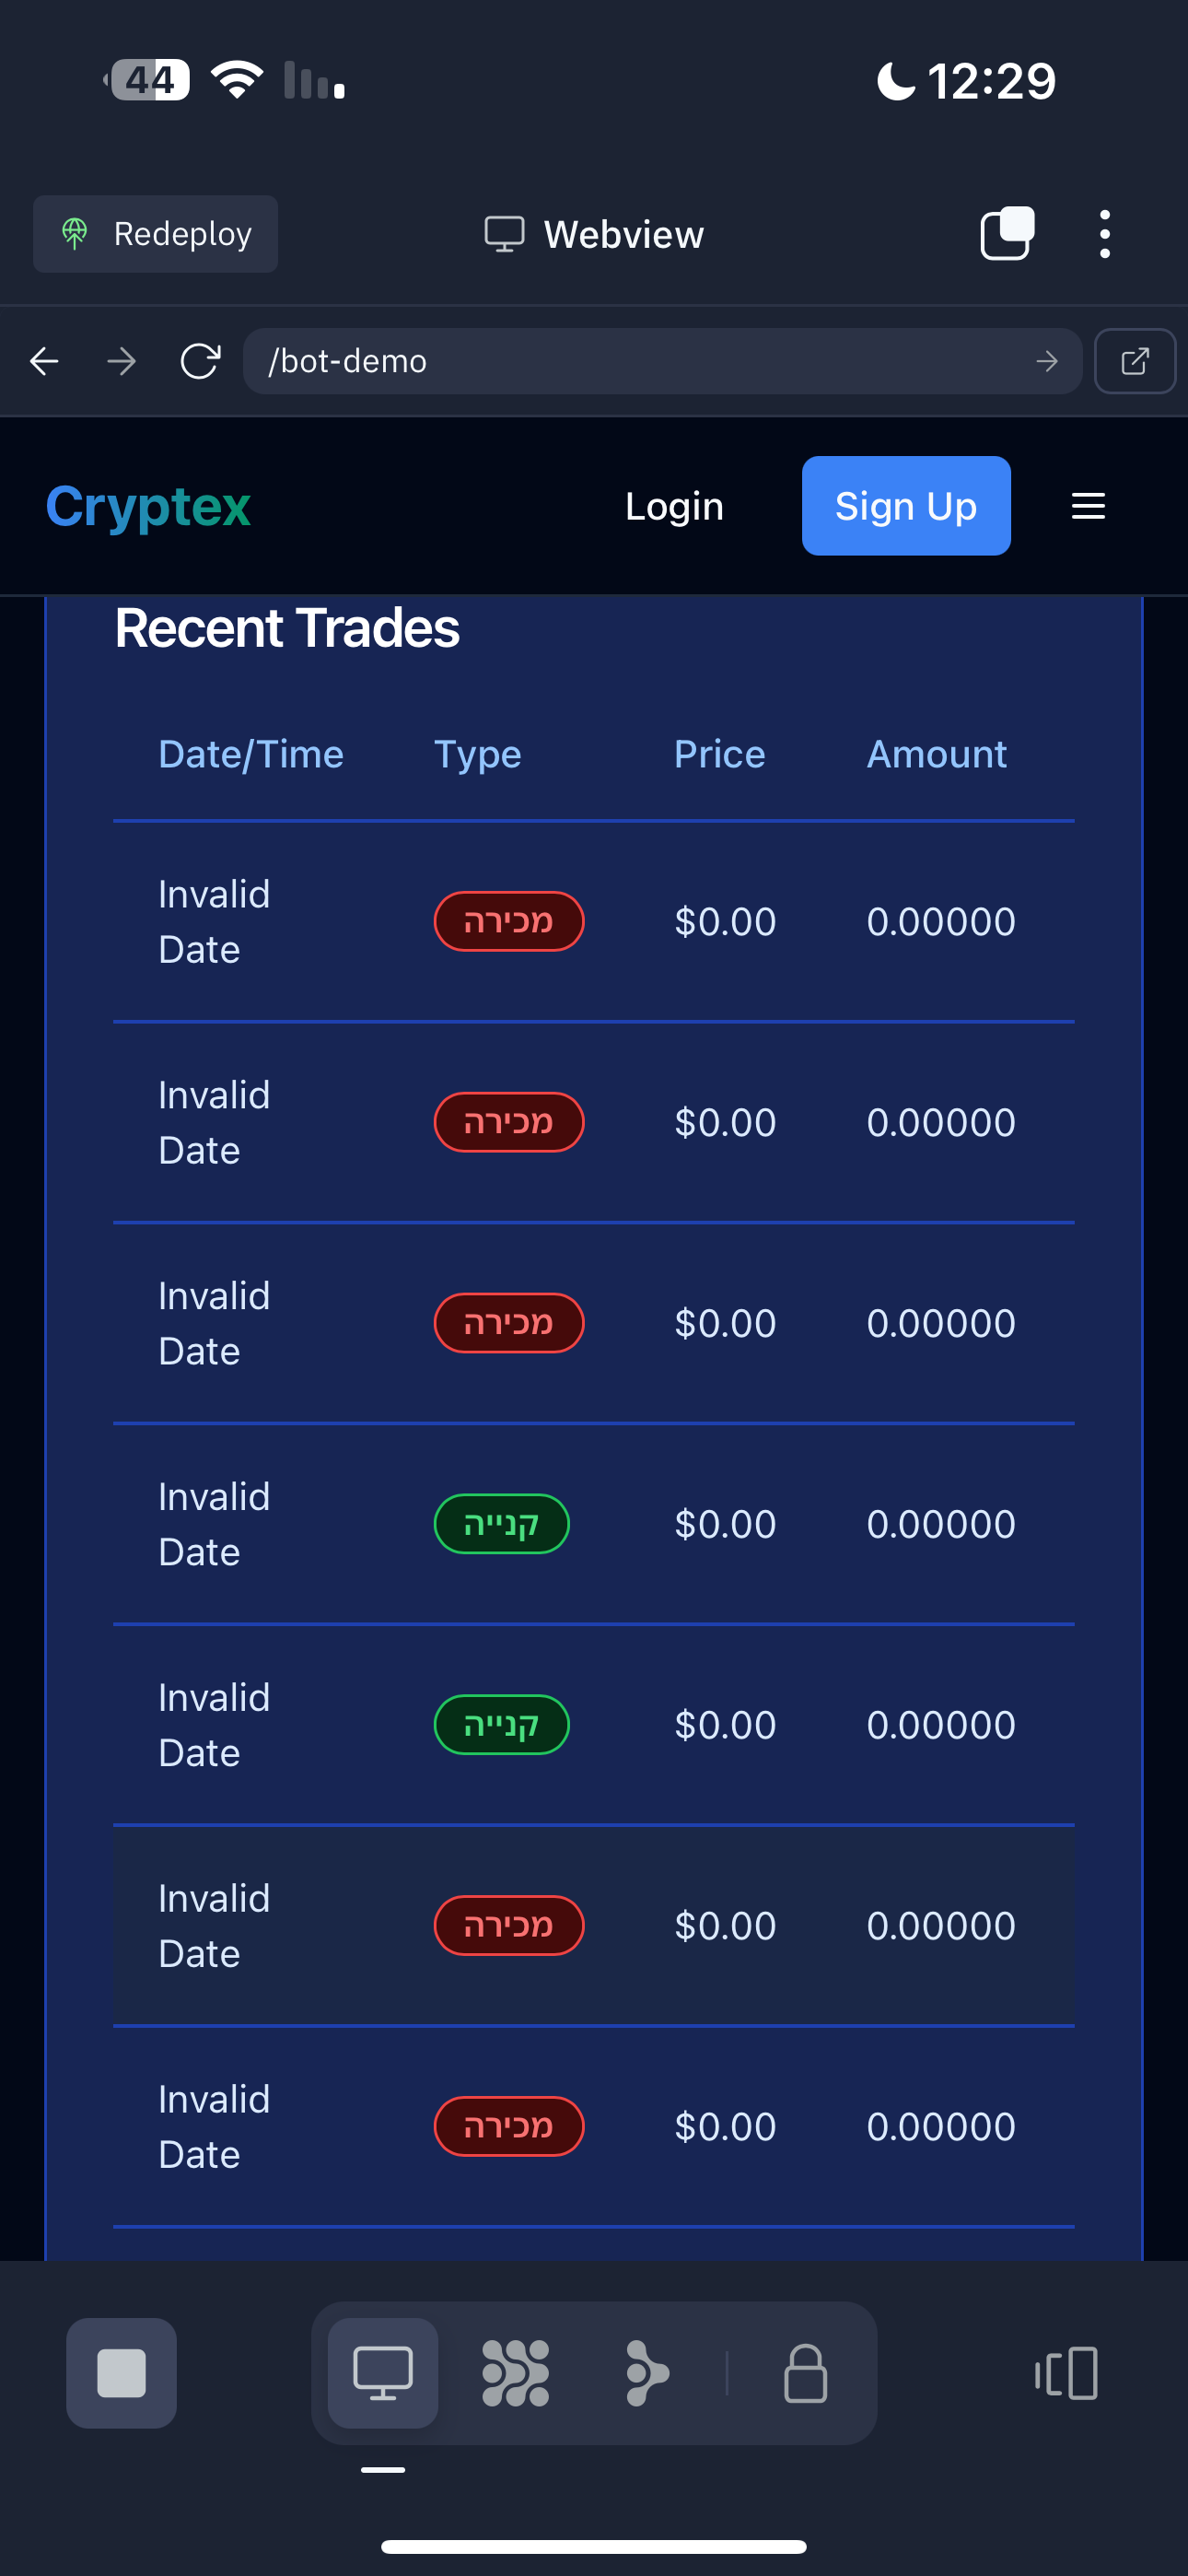 44
12:29
Redeploy
Webview
/bot-demo
Cryptex
Login
Sign Up
Recent Trades
Date/Time Type Price Amount
Invalid Date מכירה $0.00 0.00000
Invalid Date מכירה $0.00 0.00000
Invalid Date מכירה $0.00 0.00000
Invalid Date קנייה $0.00 0.00000
Invalid Date קנייה $0.00 0.00000
Invalid Date מכירה $0.00 0.00000
Invalid Date מכירה $0.00 0.00000